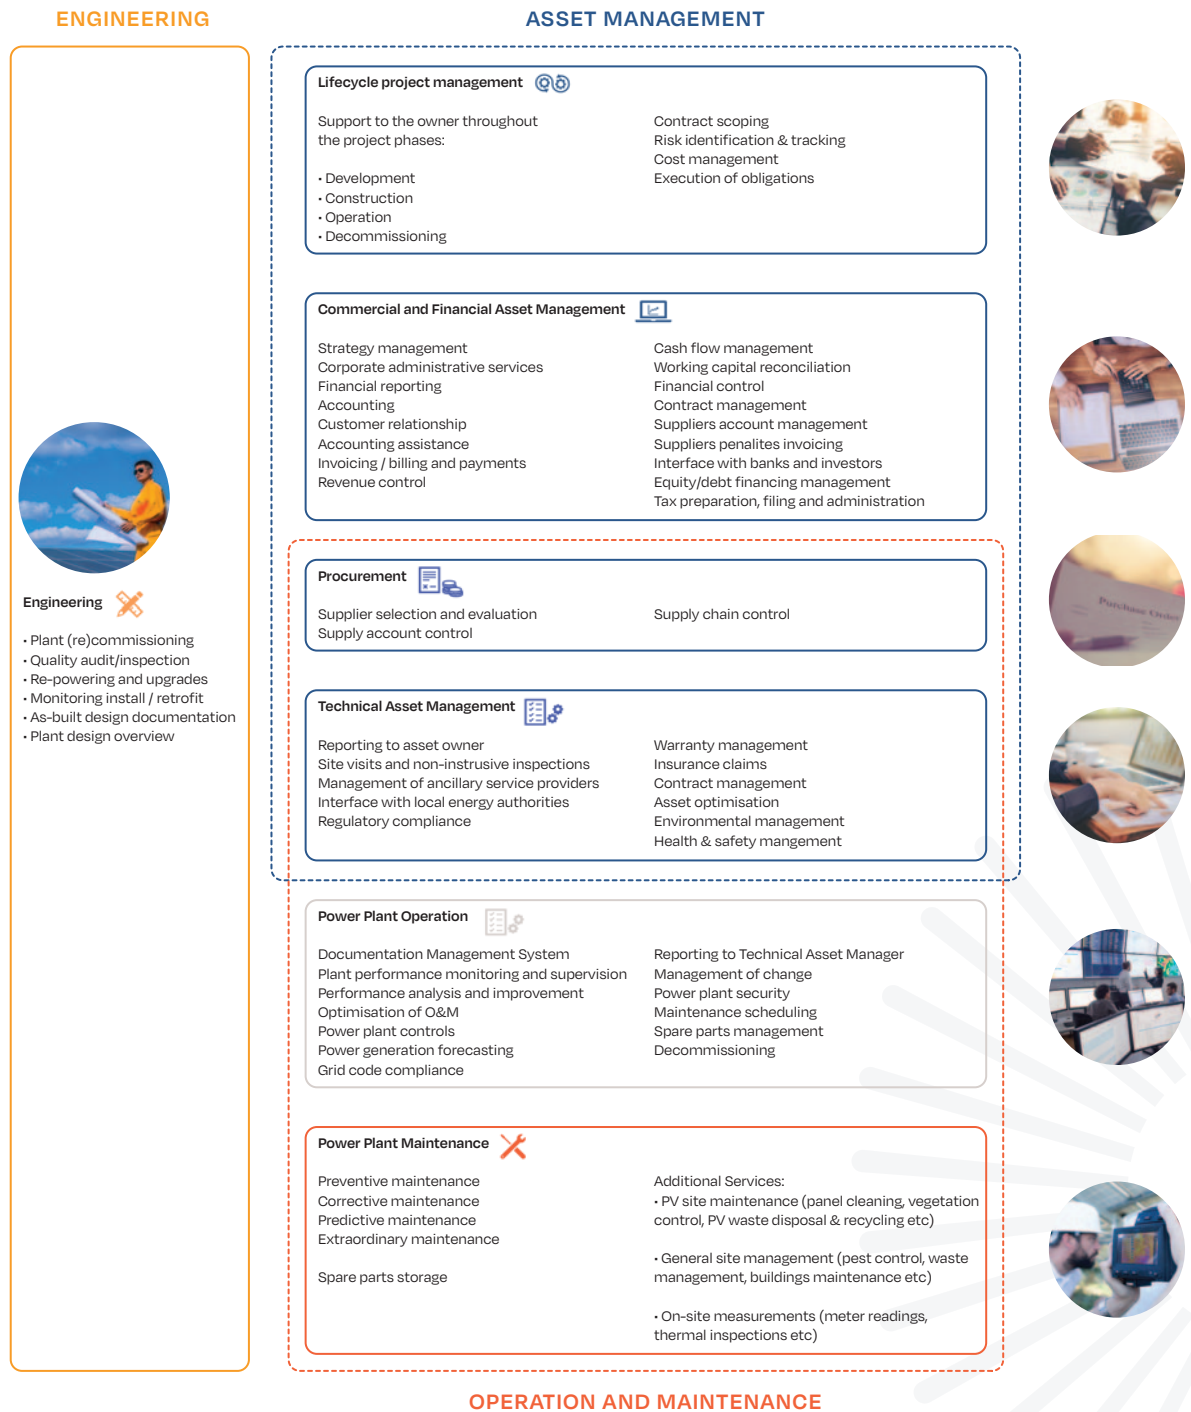 ENGINEERING
ASSET MANAGEMENT
Lifecycle project management
Support to the owner throughout
the project phases:
• Development
• Construction
• Operation
• Decommissioning
Contract scoping
Risk identification & tracking
Cost management
Execution of obligations
Commercial and Financial Asset Management
Strategy management
Corporate administrative services
Financial reporting
Accounting
Customer relationship
Accounting assistance
Invoicing / billing and payments
Revenue control
Cash flow management
Working capital reconciliation
Financial control
Contract management
Suppliers account management
Suppliers penalites invoicing
Interface with banks and investors
Equity/debt financing management
Tax preparation, filing and administration
Engineering
• Plant (re)commissioning
• Quality audit/inspection
• Re-powering and upgrades
• Monitoring install / retrofit
• As-built design documentation
• Plant design overview
Procurement
Supplier selection and evaluation
Supply account control
Supply chain control
Purchase Order
Technical Asset Management
Reporting to asset owner
Site visits and non-instrusive inspections
Management of ancillary service providers
Interface with local energy authorities
Regulatory compliance
Warranty management
Insurance claims
Contract management
Asset optimisation
Environmental management
Health & safety mangement
Power Plant Operation
Documentation Management System
Plant performance monitoring and supervision
Performance analysis and improvement
Optimisation of O&M
Power plant controls
Power generation forecasting
Grid code compliance
Reporting to Technical Asset Manager
Management of change
Power plant security
Maintenance scheduling
Spare parts management
Decommissioning
Power Plant Maintenance
Preventive maintenance
Corrective maintenance
Predictive maintenance
Extraordinary maintenance
Spare parts storage
Additional Services:
• PV site maintenance (panel cleaning, vegetation
control, PV waste disposal & recycling etc)
• General site management (pest control, waste
management, buildings maintenance etc)
• On-site measurements (meter readings,
thermal inspections etc)
OPERATION AND MAINTENANCE